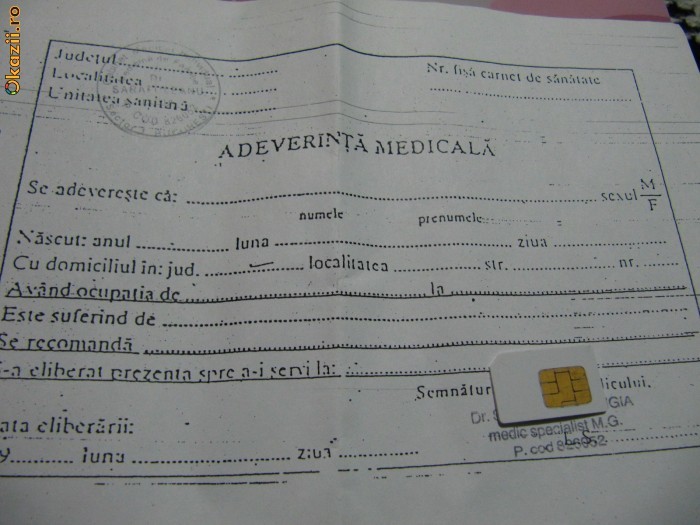 Okazii.ro
Județul
Localitatea
Unitatea sanitară
Nr. fișă carnet de sănătate
ADEVERINȚĂ MEDICALĂ
Se adeverește că: sexul M/F
numele prenumele
Născut: anul luna ziua
Cu domiciliul în: jud. localitatea str. nr.
Având ocupația de la
Este suferind de
Se recomandă
-a eliberat prezenta spre a-i servi la:
Semnătur dicului,
Dr. S GIA
medic specialist M.G.
P. cod
ata eliberării:
y luna ziua